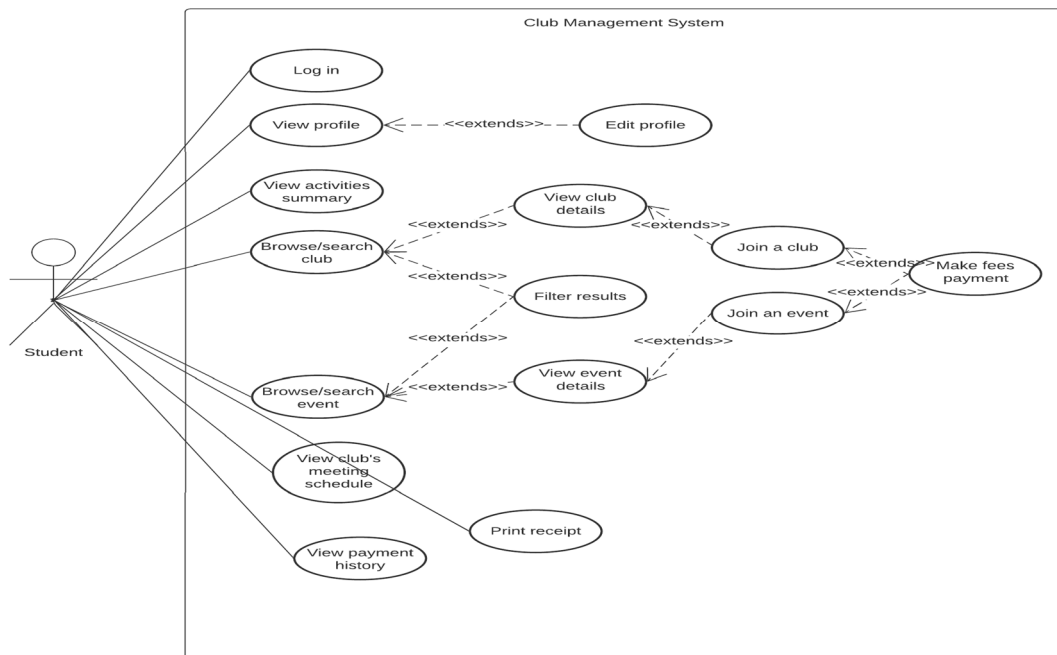 Club Management System
Log in
View profile
<<extends>>
Edit profile
View activities
summary
View club
details
<<extends>>
<<extends>>
Browse/search
club
Join a club
<<extends>>
Make fees
payment
<<extends>>
Filter results
<<extends>>
Join an event
<<extends>>
<<extends>>
Student
View event
details
<<extends>>
Browse/search
event
View club's
meeting
schedule
Print receipt
View payment
history